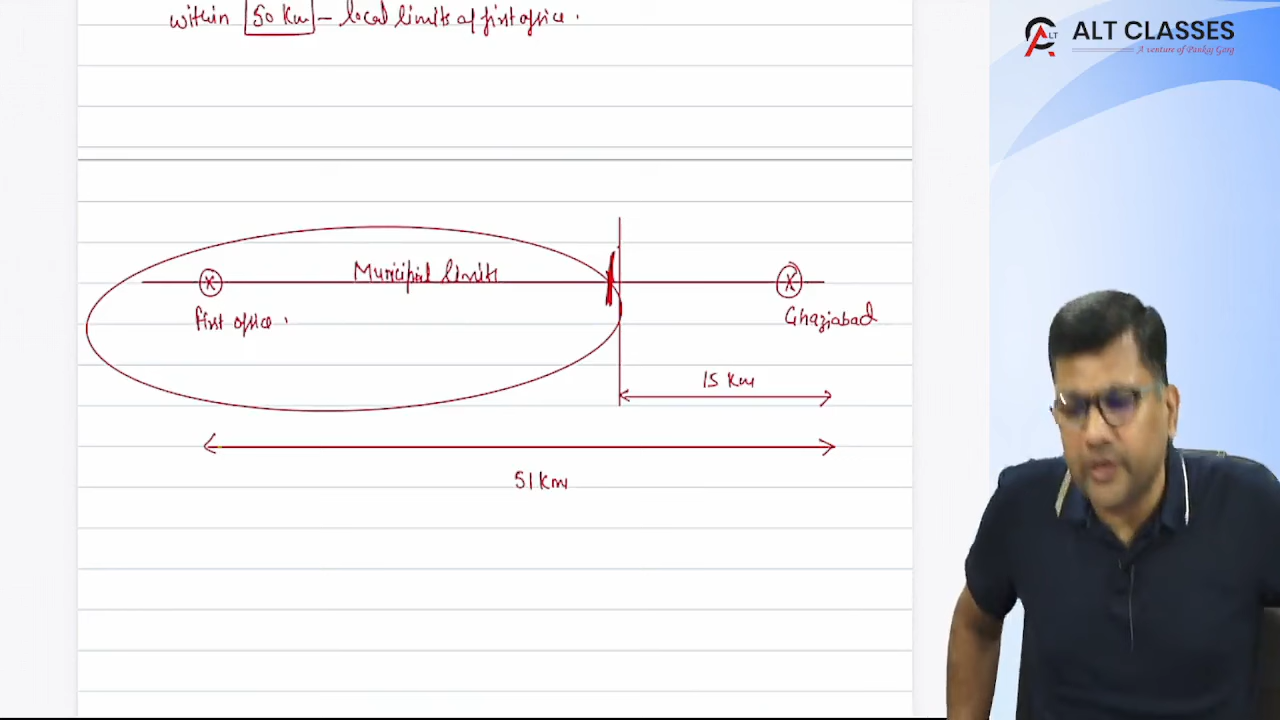 within 50 Km – local limits of first office.
ALT CLASSES
A venture of Pankaj Garg
Municipal limits
First office.
Ghaziabad
15 Km
51 Km